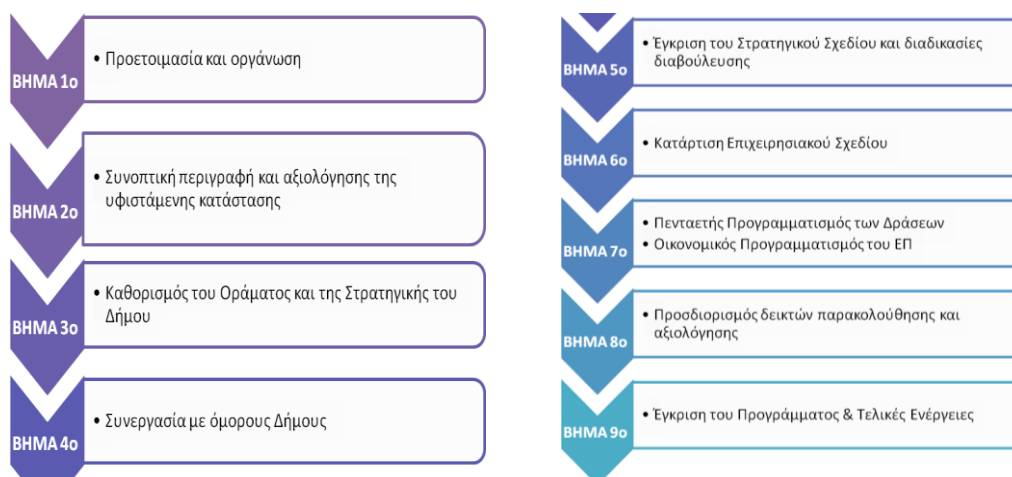 ΒΗΜΑ 1ο
• Προετοιμασία και οργάνωση
ΒΗΜΑ 2ο
• Συνοπτική περιγραφή και αξιολόγησης της
υφιστάμενης κατάστασης
ΒΗΜΑ 3ο
• Καθορισμός του Οράματος και της Στρατηγικής του
Δήμου
ΒΗΜΑ 4ο
• Συνεργασία με όμορους Δήμους
ΒΗΜΑ 5ο
• Έγκριση του Στρατηγικού Σχεδίου και διαδικασίες
διαβούλευσης
ΒΗΜΑ 6ο
• Κατάρτιση Επιχειρησιακού Σχεδίου
ΒΗΜΑ 7ο
• Πενταετής Προγραμματισμός των Δράσεων
• Οικονομικός Προγραμματισμός του ΕΠ
ΒΗΜΑ 8ο
• Προσδιορισμός δεικτών παρακολούθησης και
αξιολόγησης
ΒΗΜΑ 9ο
• Έγκριση του Προγράμματος & Τελικές Ενέργειες